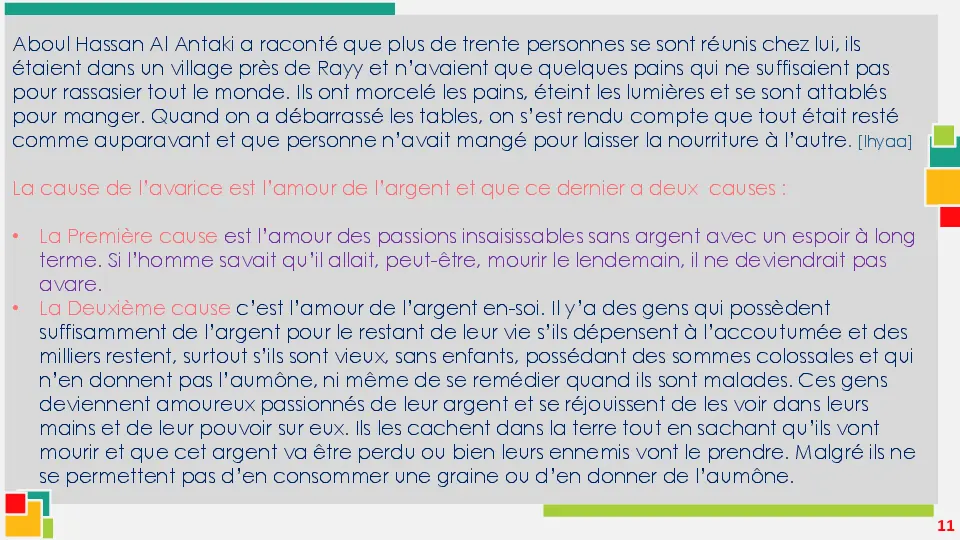 Aboul Hassan Al Antaki a raconté que plus de trente personnes se sont réunis chez lui, ils
étaient dans un village près de Rayy et n’avaient que quelques pains qui ne suffisaient pas
pour rassasier tout le monde. Ils ont morcelé les pains, éteint les lumières et se sont attablés
pour manger. Quand on a débarrassé les tables, on s’est rendu compte que tout était resté
comme auparavant et que personne n’avait mangé pour laisser la nourriture à l’autre. [Ihyaa]
La cause de l’avarice est l’amour de l’argent et que ce dernier a deux causes :
• La Première cause est l’amour des passions insaisissables sans argent avec un espoir à long
terme. Si l’homme savait qu’il allait, peut-être, mourir le lendemain, il ne deviendrait pas
avare.
• La Deuxième cause c’est l’amour de l’argent en-soi. Il y’a des gens qui possèdent
suffisamment de l’argent pour le restant de leur vie s’ils dépensent à l’accoutumée et des
milliers restent, surtout s’ils sont vieux, sans enfants, possédant des sommes colossales et qui
n’en donnent pas l’aumône, ni même de se remédier quand ils sont malades. Ces gens
deviennent amoureux passionnés de leur argent et se réjouissent de les voir dans leurs
mains et de leur pouvoir sur eux. Ils les cachent dans la terre tout en sachant qu’ils vont
mourir et que cet argent va être perdu ou bien leurs ennemis vont le prendre. Malgré ils ne
se permettent pas d’en consommer une graine ou d’en donner de l’aumône.
11